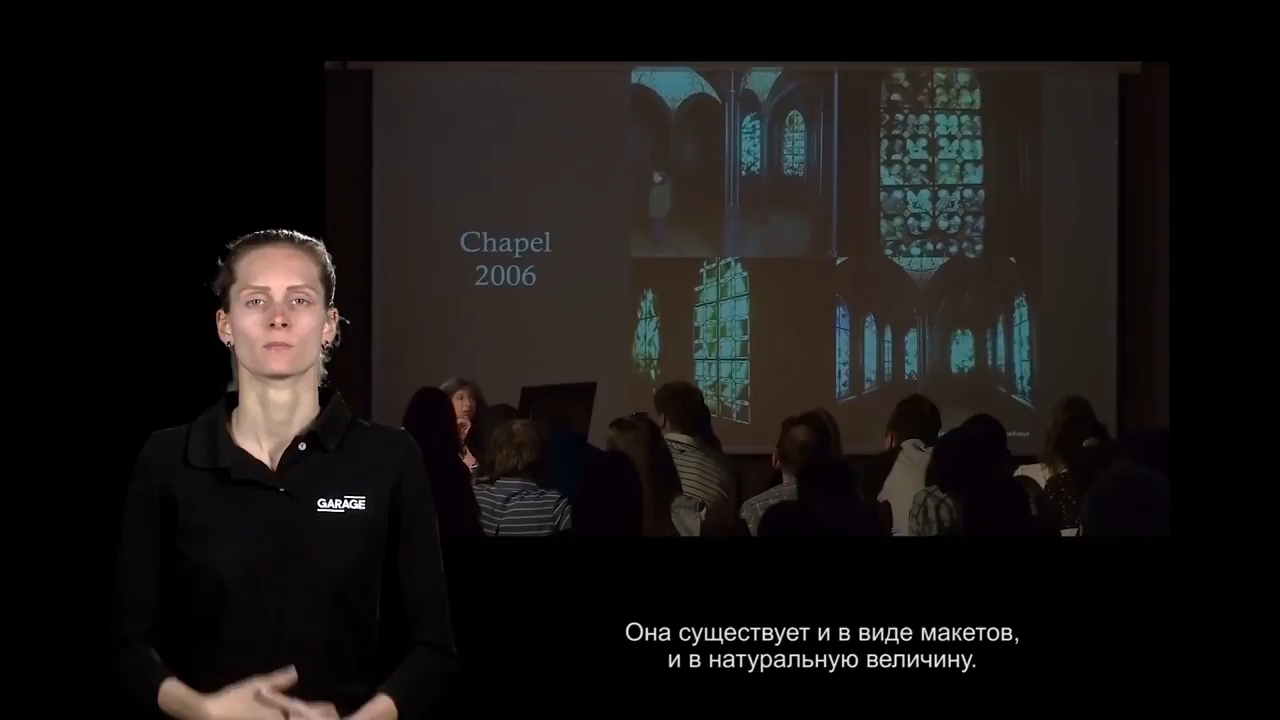 Chapel
2006
GARAGE
Она существует и в виде макетов,
и в натуральную величину.